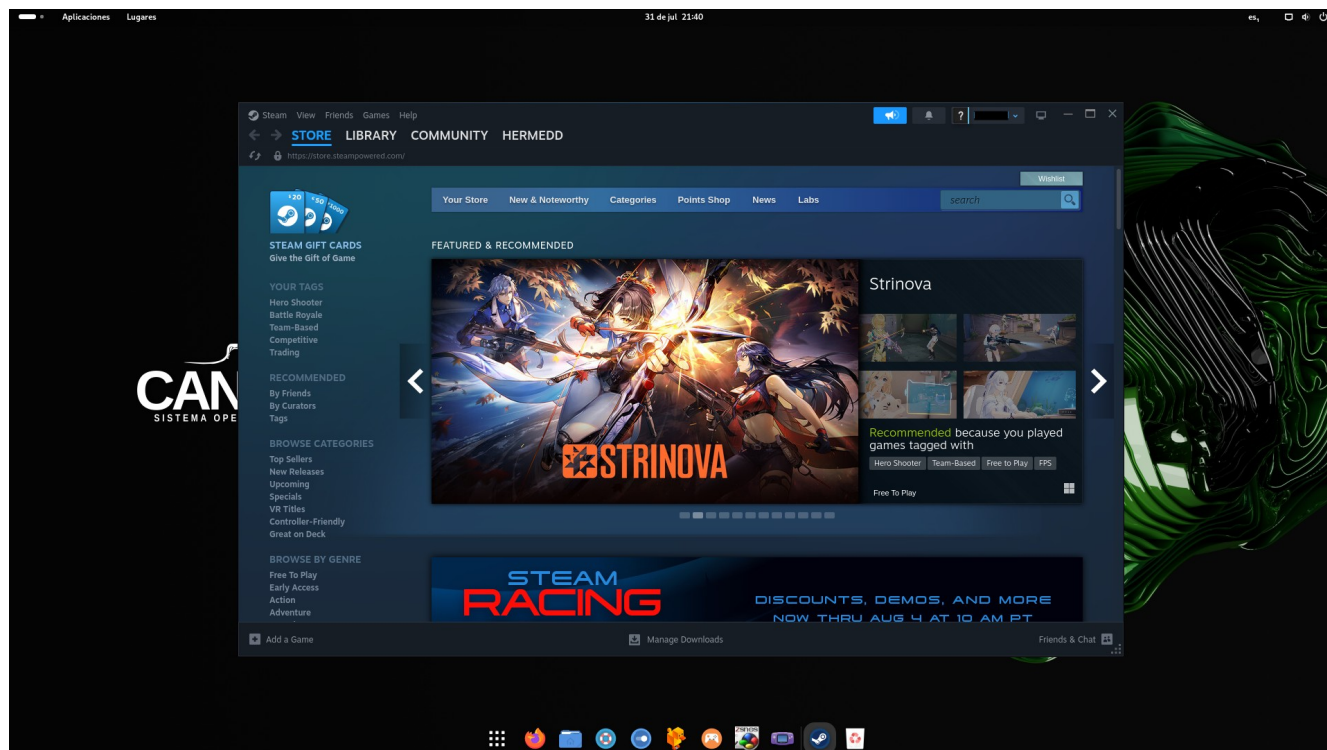 Aplicaciones Lugares
31 de jul 21:40
es,
Steam View Friends Games Help
?
STORE LIBRARY COMMUNITY HERMEDD
https://store.steampowered.com/
Wishlist
Your Store New & Noteworthy Categories Points Shop News Labs
search
STEAM GIFT CARDS
Give the Gift of Game
YOUR TAGS
Hero Shooter
Battle Royale
Team-Based
Competitive
Trading
RECOMMENDED
By Friends
By Curators
Tags
BROWSE CATEGORIES
Top Sellers
New Releases
Upcoming
Specials
VR Titles
Controller-Friendly
Great on Deck
BROWSE BY GENRE
Free To Play
Early Access
Action
Adventure
FEATURED & RECOMMENDED
STRINOVA
Strinova
Recommended because you played
games tagged with
Hero Shooter Team-Based Free to Play FPS
Free To Play
STEAM
RACING
DISCOUNTS, DEMOS, AND MORE
NOW THRU AUG 4 AT 10 AM PT
Add a Game
Manage Downloads
Friends & Chat
CAN
SISTEMA OPE